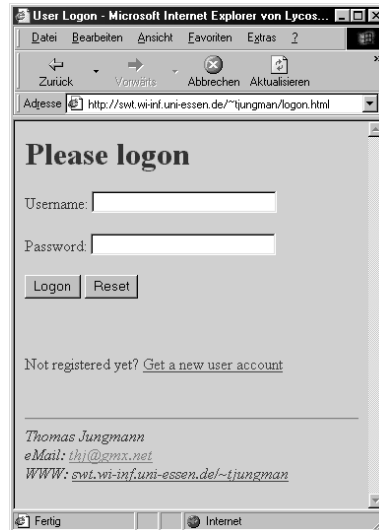 User Logon - Microsoft Internet Explorer von Lycos...
Datei Bearbeiten Ansicht Favoriten Extras ?
Zurück Vorwärts Abbrechen Aktualisieren »
Adresse http://swt.wi-inf.uni-essen.de/~tjungman/logon.html
Please logon
Username:
Password:
Logon Reset
Not registered yet? Get a new user account
Thomas Jungmann
eMail: thj@gmx.net
WWW: swt.wi-inf.uni-essen.de/~tjungman
Fertig Internet